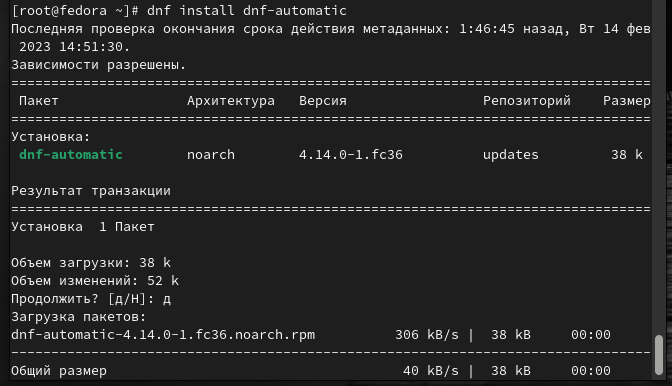 [root@fedora ~]# dnf install dnf-automatic
Последняя проверка окончания срока действия метаданных: 1:46:45 назад, Вт 14 фев
 2023 14:51:30.
Зависимости разрешены.
================================================================================
 Пакет                Архитектура   Версия                 Репозиторий    Размер
================================================================================
Установка:
 dnf-automatic        noarch        4.14.0-1.fc36          updates         38 k

Результат транзакции
================================================================================
Установка  1 Пакет

Объем загрузки: 38 k
Объем изменений: 52 k
Продолжить? [д/Н]: д
Загрузка пакетов:
dnf-automatic-4.14.0-1.fc36.noarch.rpm          306 kB/s |  38 kB     00:00
--------------------------------------------------------------------------------
Общий размер                                     40 kB/s |  38 kB     00:00